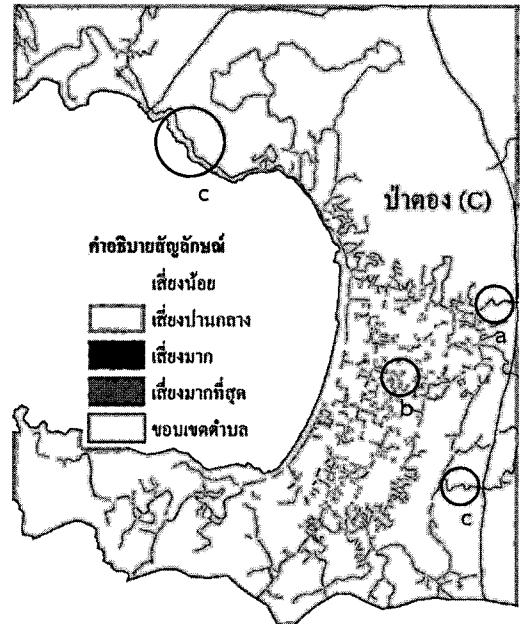 c
ป่าตอง (C)
คำอธิบายสัญลักษณ์
เสี่ยงน้อย
เสี่ยงปานกลาง
เสี่ยงมาก
เสี่ยงมากที่สุด
ขอบเขตตำบล
a
b
c